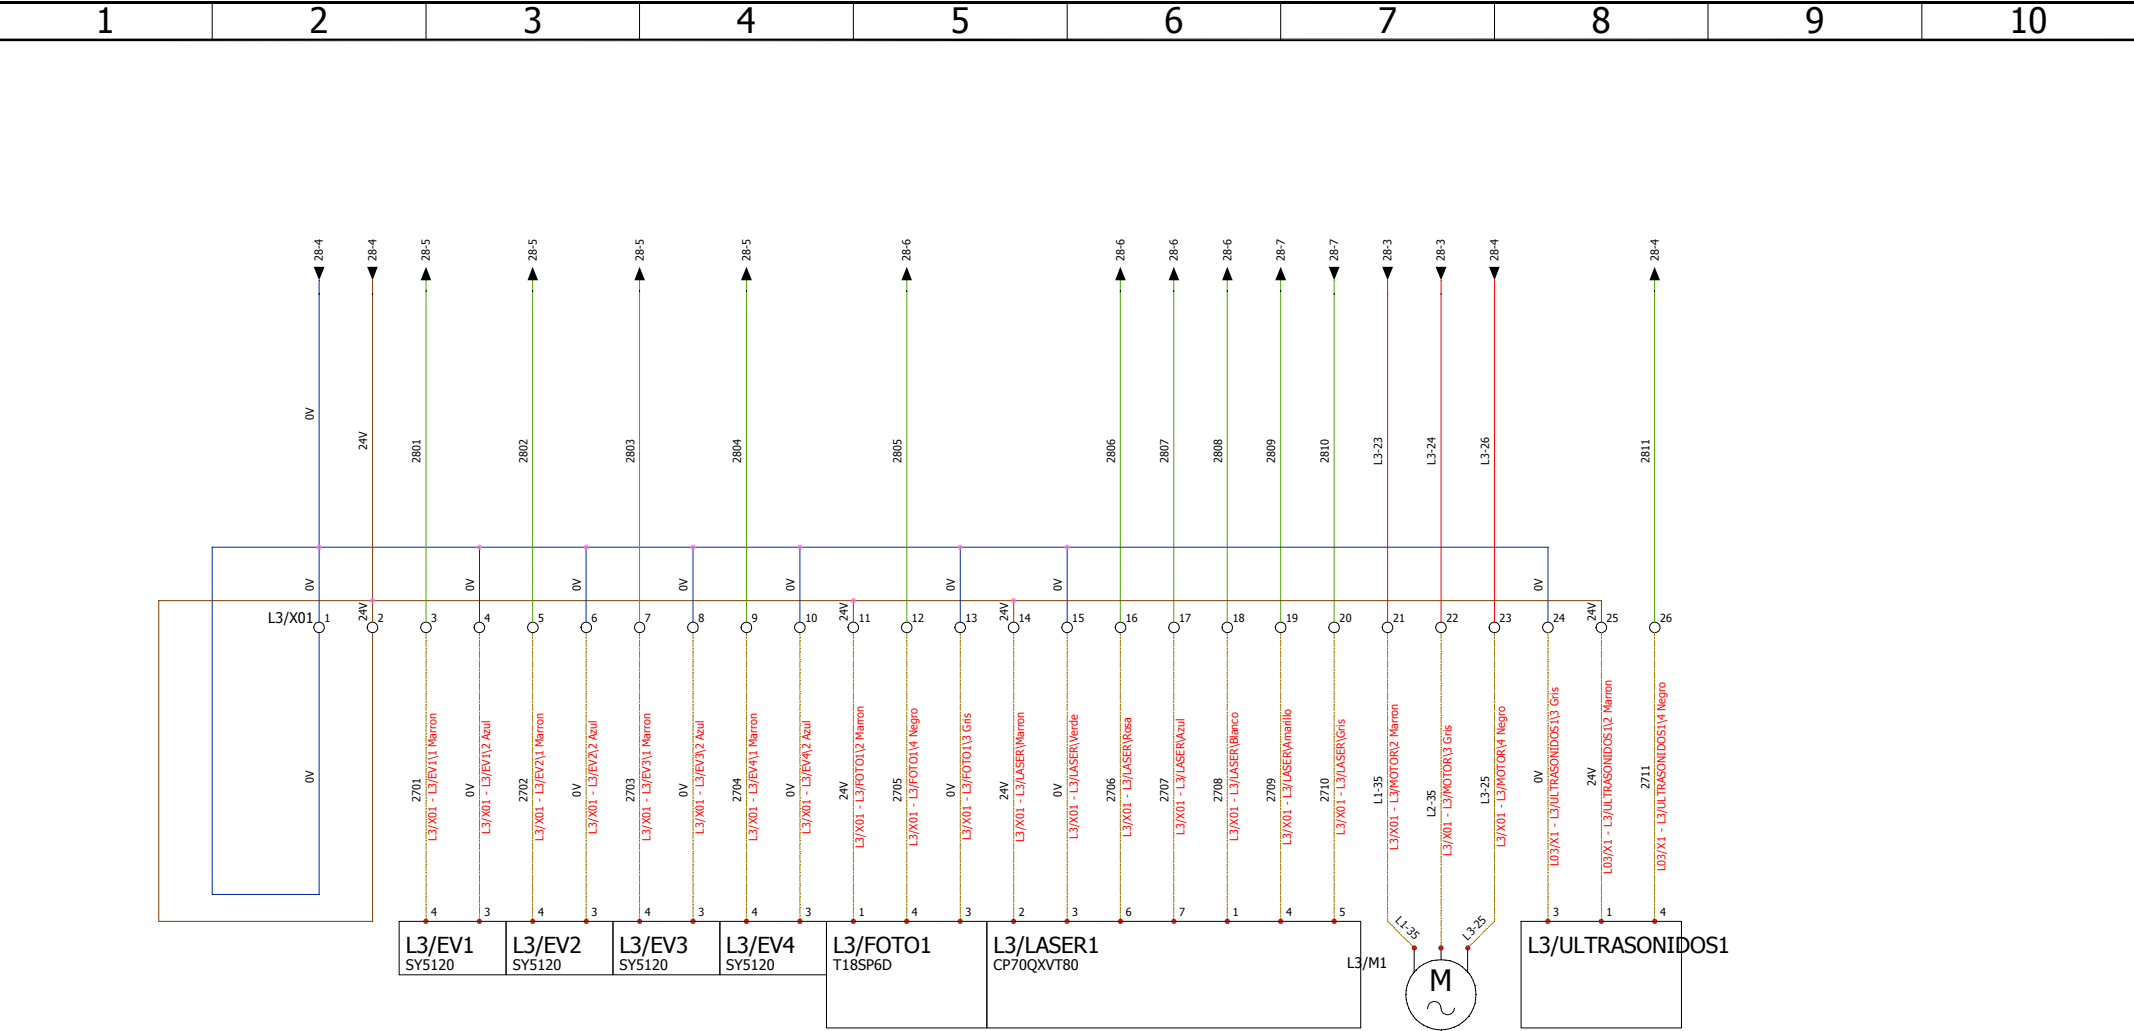 1 2 3 4 5 6 7 8 9 10
28-4 28-4 28-5 28-5 28-5 28-5 28-6 28-6 28-6 28-6 28-7 28-7 28-3 28-3 28-4 28-4
0V 24V 2801 2802 2803 2804 2805 2806 2807 2808 2809 2810 L3-23 L3-24 L3-26 2811
0V 24V 0V 0V 0V 0V 24V 0V 24V 0V 0V 24V
L3/X01 1 2 3 4 5 6 7 8 9 10 11 12 13 14 15 16 17 18 19 20 21 22 23 24 25 26
0V
2701
L3/X01 - L3/EV1\1 Marron
0V
L3/X01 - L3/EV1\2 Azul
2702
L3/X01 - L3/EV2\1 Marron
0V
L3/X01 - L3/EV2\2 Azul
2703
L3/X01 - L3/EV3\1 Marron
0V
L3/X01 - L3/EV3\2 Azul
2704
L3/X01 - L3/EV4\1 Marron
0V
L3/X01 - L3/EV4\2 Azul
24V
L3/X01 - L3/FOTO1\2 Marron
2705
L3/X01 - L3/FOTO1\4 Negro
0V
L3/X01 - L3/FOTO1\3 Gris
24V
L3/X01 - L3/LASER\Marron
0V
L3/X01 - L3/LASER\Verde
2706
L3/X01 - L3/LASER\Rosa
2707
L3/X01 - L3/LASER\Azul
2708
L3/X01 - L3/LASER\Blanco
2709
L3/X01 - L3/LASER\Amarillo
2710
L3/X01 - L3/LASER\Gris
L1-35
L3/X01 - L3/MOTOR\2 Marron
L2-35
L3/X01 - L3/MOTOR\3 Gris
L3-25
L3/X01 - L3/MOTOR\4 Negro
0V
L03/X1 - L3/ULTRASONIDOS1\3 Gris
24V
L03/X1 - L3/ULTRASONIDOS1\2 Marron
2711
L03/X1 - L3/ULTRASONIDOS1\4 Negro
4 3 4 3 4 3 4 3 1 4 3 2 3 6 7 1 4 5 L1-35 L3-25 3 1 4
L3/EV1 L3/EV2 L3/EV3 L3/EV4 L3/FOTO1 L3/LASER1 L3/ULTRASONIDOS1
SY5120 SY5120 SY5120 SY5120 T18SP6D CP70QXVT80 L3/M1
M